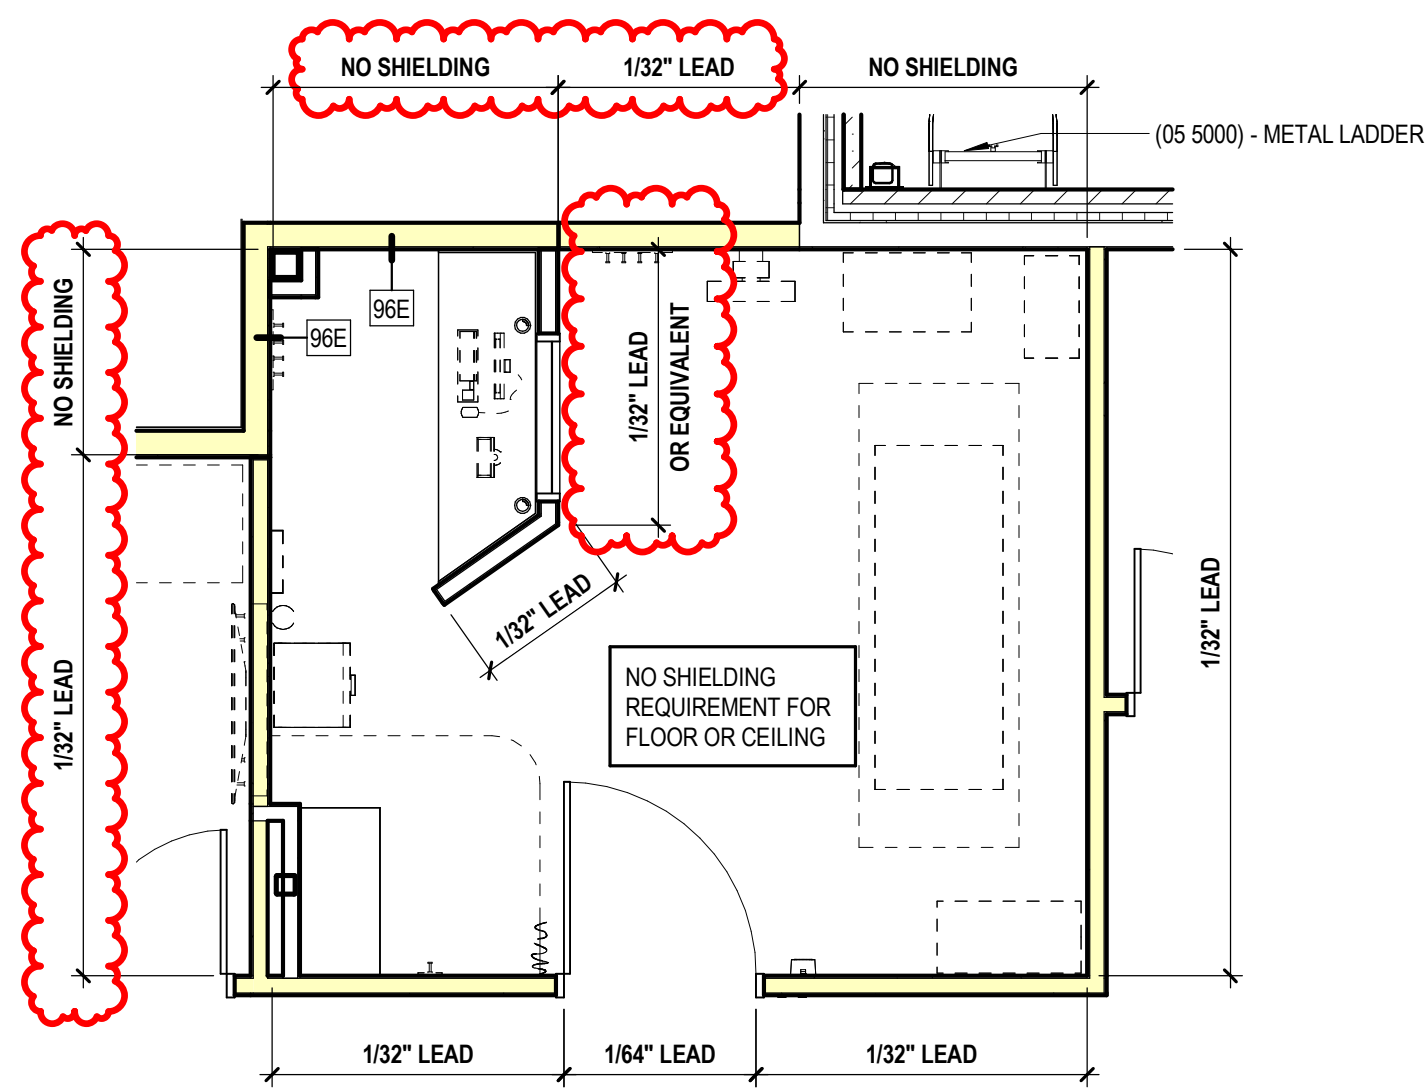 NO SHIELDING
1/32" LEAD
NO SHIELDING
(05 5000) - METAL LADDER
NO SHIELDING
96E
96E
1/32" LEAD
OR EQUIVALENT
1/32" LEAD
1/32" LEAD
1/32" LEAD
NO SHIELDING
REQUIREMENT FOR
FLOOR OR CEILING
1/32" LEAD
1/64" LEAD
1/32" LEAD